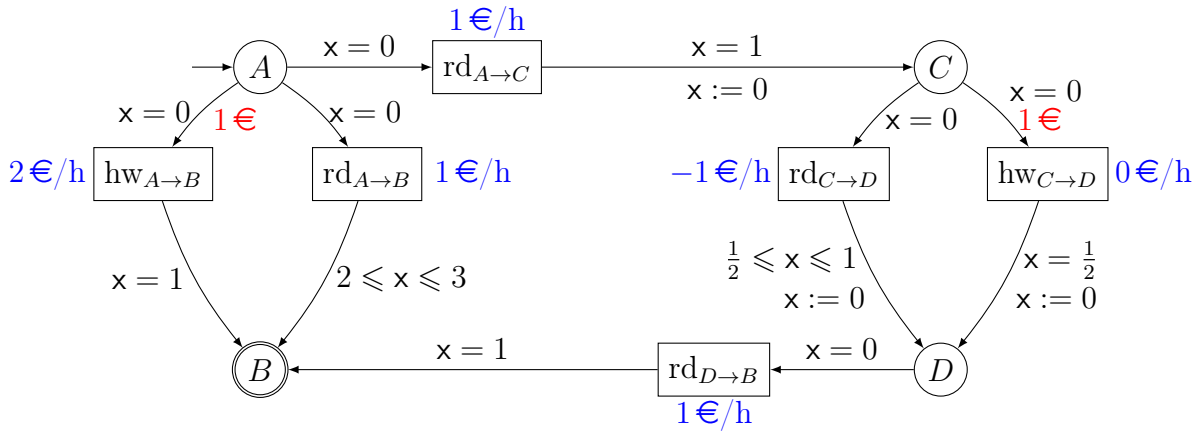 1 €/h
A
x = 0
rd_{A→C}
x = 1
x := 0
C
x = 0
1 €
x = 0
x = 0
x = 0
1 €
2 €/h
hw_{A→B}
rd_{A→B}
1 €/h
−1 €/h
rd_{C→D}
hw_{C→D}
0 €/h
x = 1
2 ⩽ x ⩽ 3
1/2 ⩽ x ⩽ 1
x := 0
x = 1/2
x := 0
B
x = 1
rd_{D→B}
x = 0
D
1 €/h